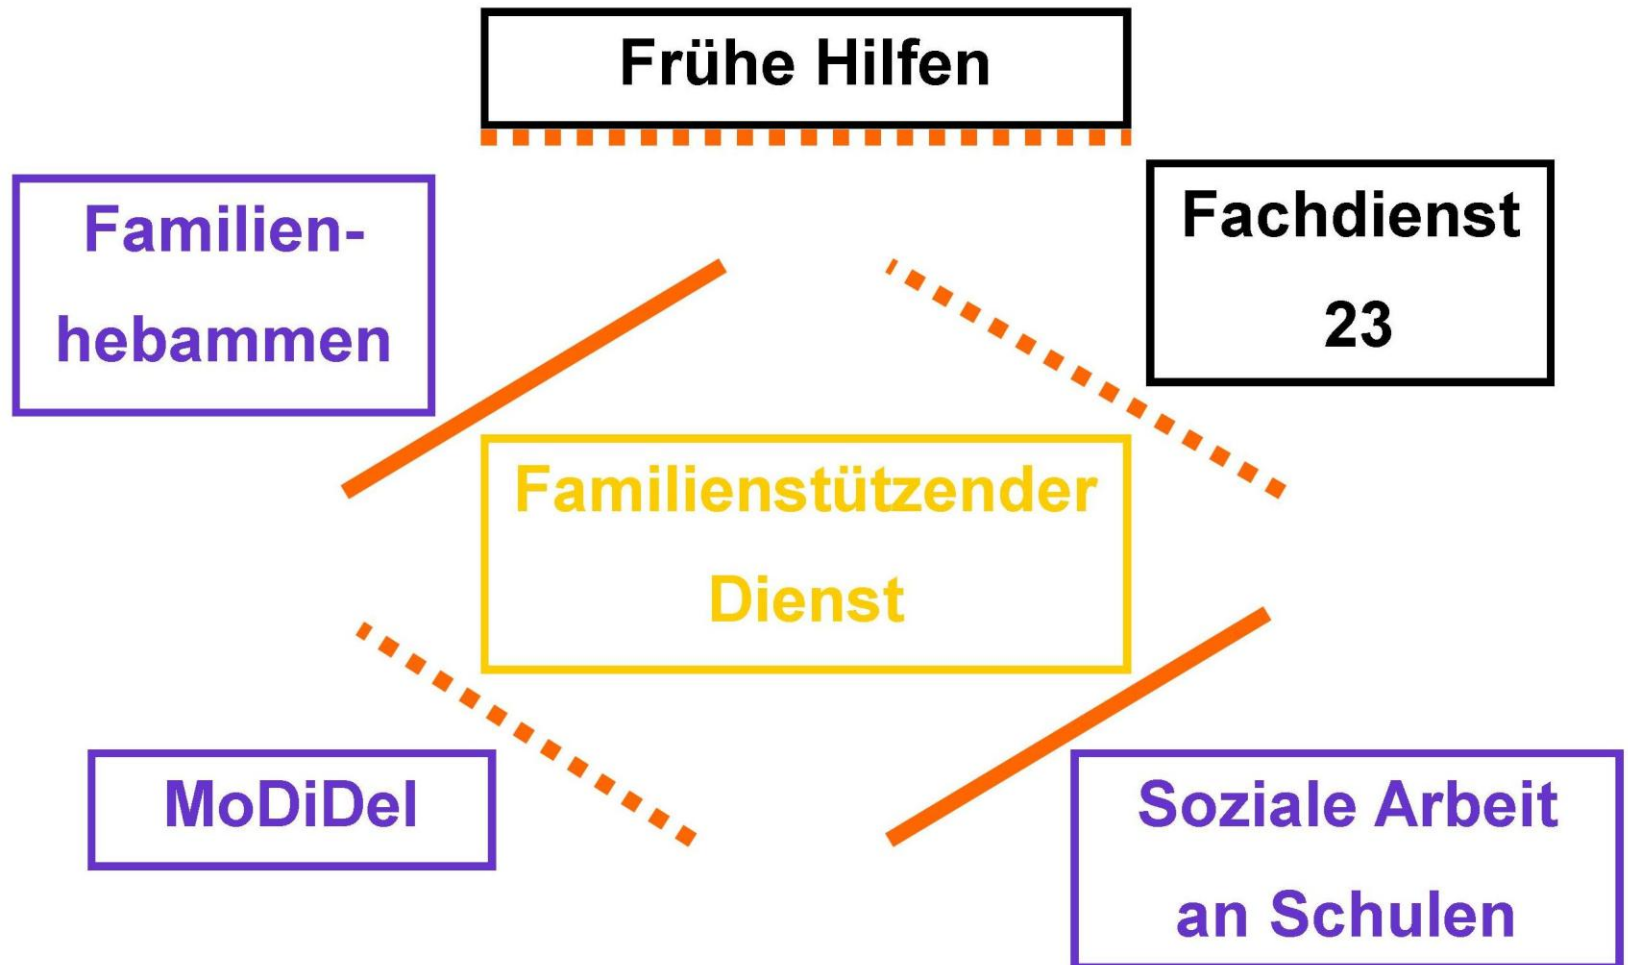 Frühe Hilfen
Familien-
hebammen
Fachdienst
23
Familienstützender
Dienst
MoDiDel
Soziale Arbeit
an Schulen